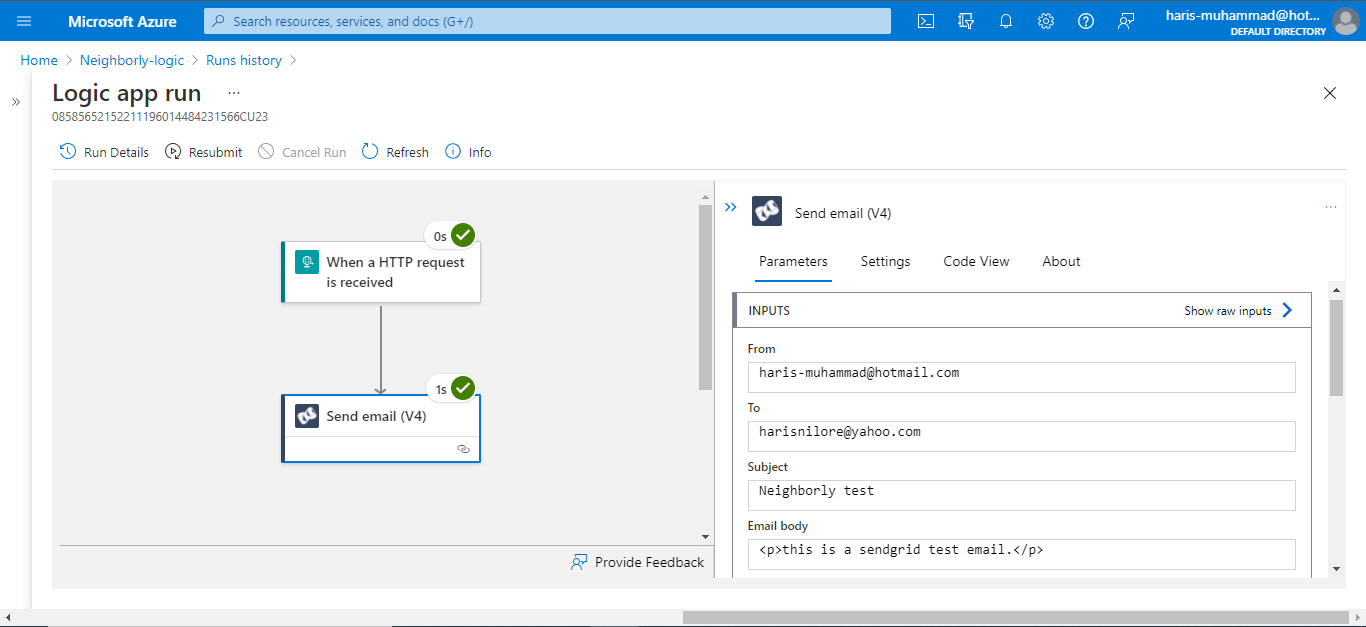 Microsoft Azure
Search resources, services, and docs (G+/)
haris-muhammad@hot...
DEFAULT DIRECTORY
Home > Neighborly-logic > Runs history >
Logic app run ...
08585652152211196014484231566CU23
Run Details Resubmit Cancel Run Refresh Info
0s
When a HTTP request
is received
1s
Send email (V4)
Provide Feedback
Send email (V4)
...
Parameters Settings Code View About
INPUTS Show raw inputs
From
haris-muhammad@hotmail.com
To
harisnilore@yahoo.com
Subject
Neighborly test
Email body
<p>this is a sendgrid test email.</p>